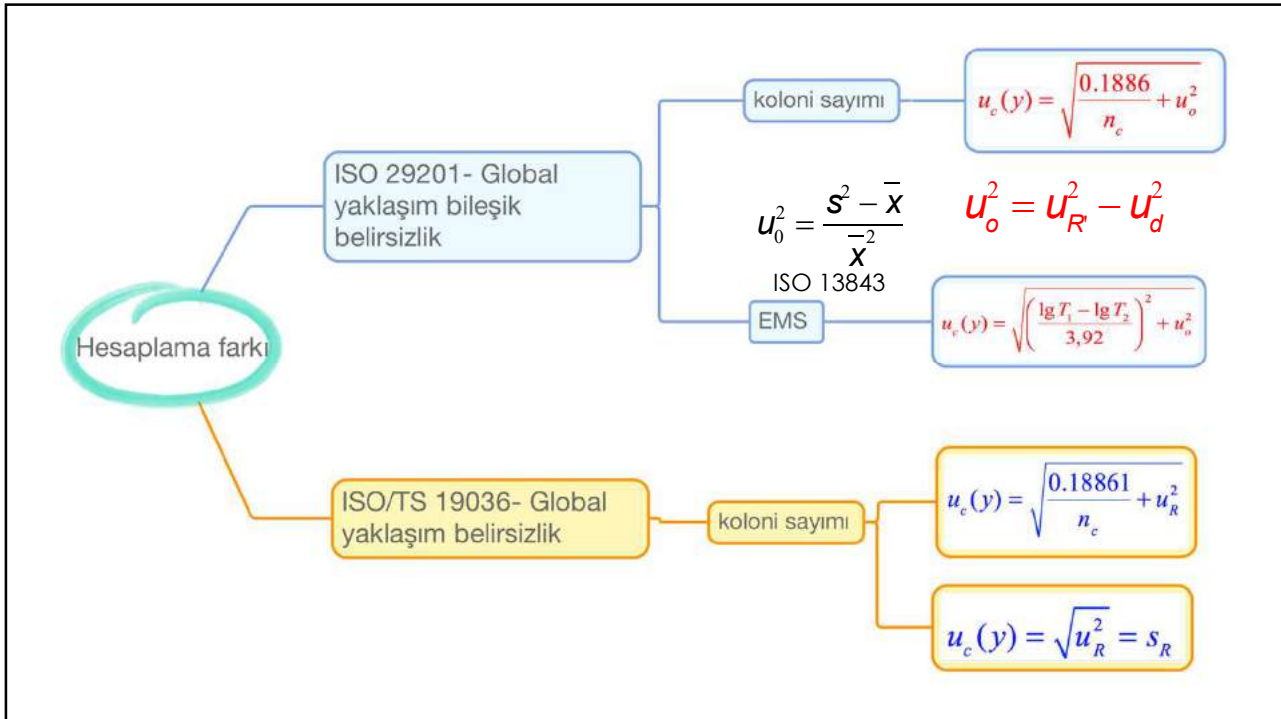 koloni sayımı
u_c(y) = √(0.1886/n_c + u_o²)
ISO 29201- Global
yaklaşım bileşik
belirsizlik
u_0² = (s² − x̄)/x̄²
u_o² = u_R'² − u_d²
ISO 13843
EMS
u_c(y) = √(((lg T_1 − lg T_2)/3,92)² + u_o²)
Hesaplama farkı
ISO/TS 19036- Global
yaklaşım belirsizlik
koloni sayımı
u_c(y) = √(0.18861/n_c + u_R²)
u_c(y) = √(u_R²) = s_R